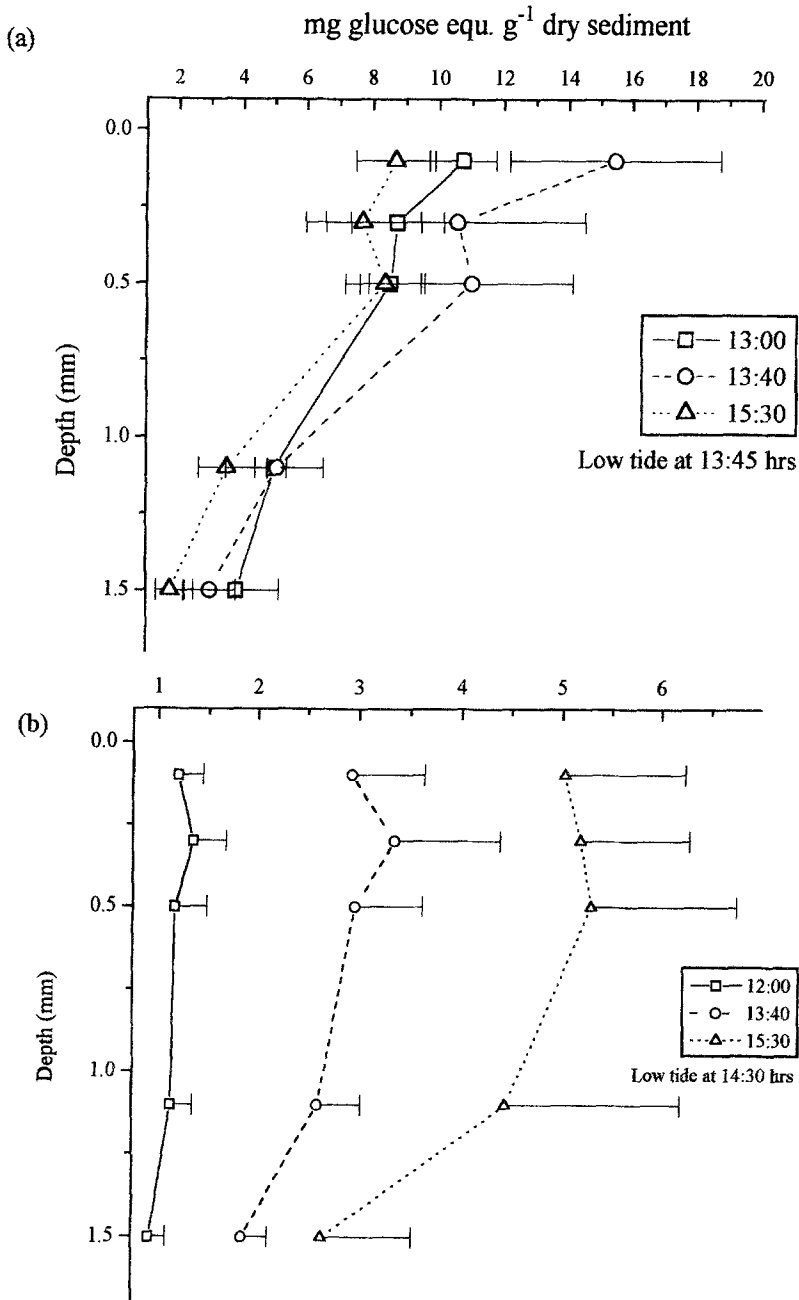 (a)
mg glucose equ. g⁻¹ dry sediment
2 4 6 8 10 12 14 16 18 20
0.0
0.5
1.0
1.5
Depth (mm)
13:00
13:40
15:30
Low tide at 13:45 hrs
(b)
1 2 3 4 5 6
0.0
0.5
1.0
1.5
Depth (mm)
12:00
13:40
15:30
Low tide at 14:30 hrs